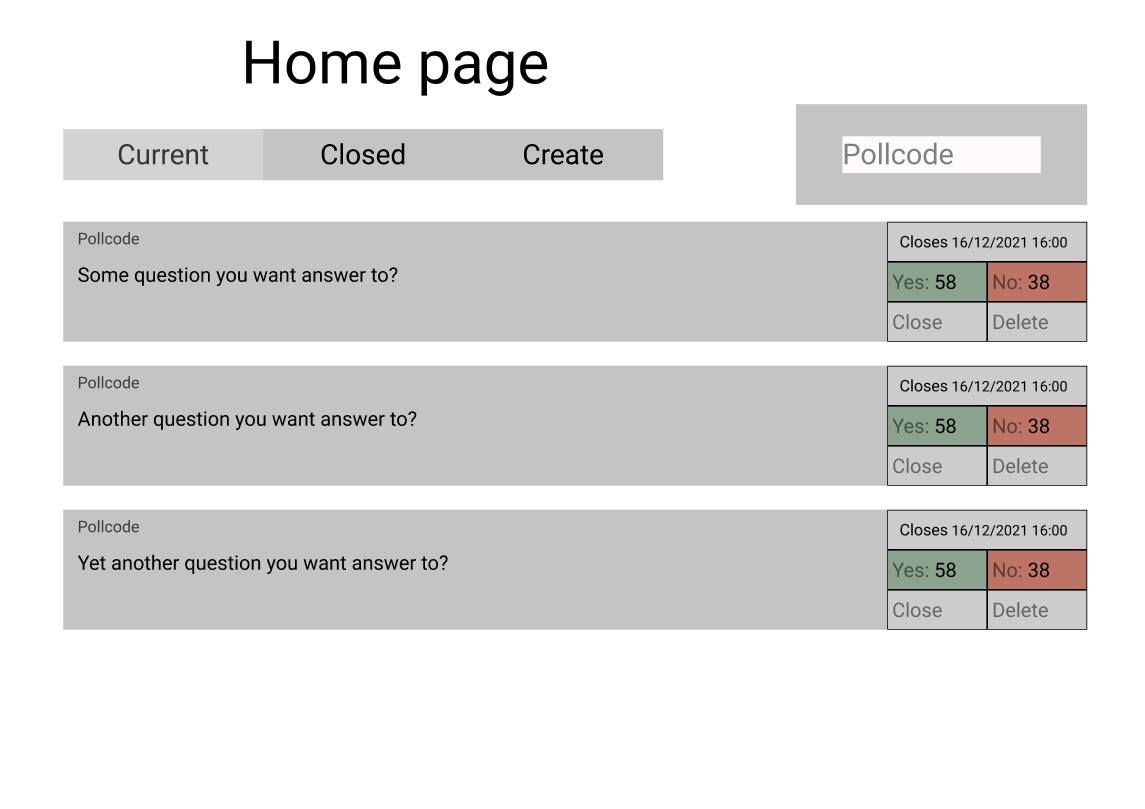 Home page
Current Closed Create
Pollcode
Pollcode
Some question you want answer to?
Closes 16/12/2021 16:00
Yes: 58 No: 38
Close Delete
Pollcode
Another question you want answer to?
Closes 16/12/2021 16:00
Yes: 58 No: 38
Close Delete
Pollcode
Yet another question you want answer to?
Closes 16/12/2021 16:00
Yes: 58 No: 38
Close Delete